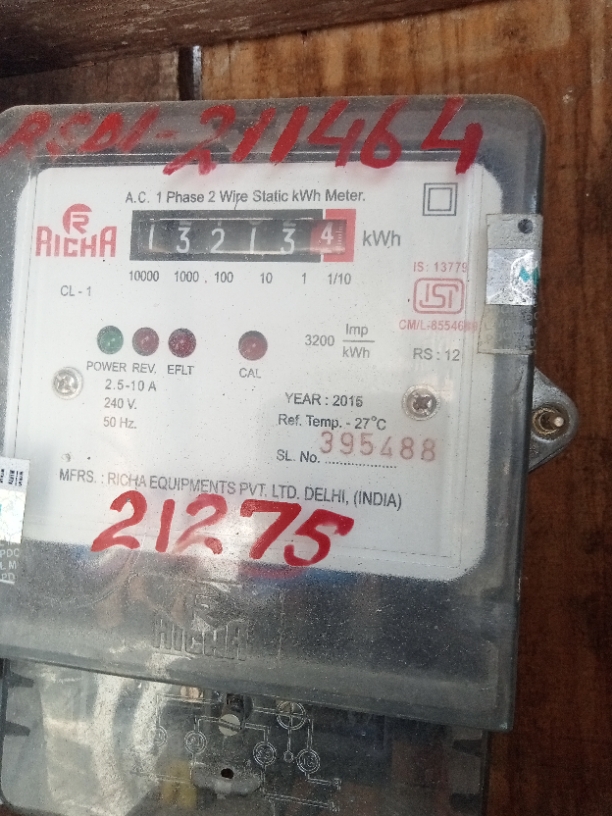 RSD1-211464
A.C. 1 Phase 2 Wire Static kWh Meter.
R
RICHA
1 3 2 1 3 4 kWh
10000 1000 100 10 1 1/10
CL - 1
IS : 13779
ISI
CM/L-8554
RS : 12
3200 Imp
kWh
POWER REV. EFLT CAL
2.5-10 A
240 V.
50 Hz.
YEAR : 2015
Ref. Temp. - 27°C
SL. No. 395488
MFRS. : RICHA EQUIPMENTS PVT. LTD. DELHI, (INDIA)
21275
R
RICHA